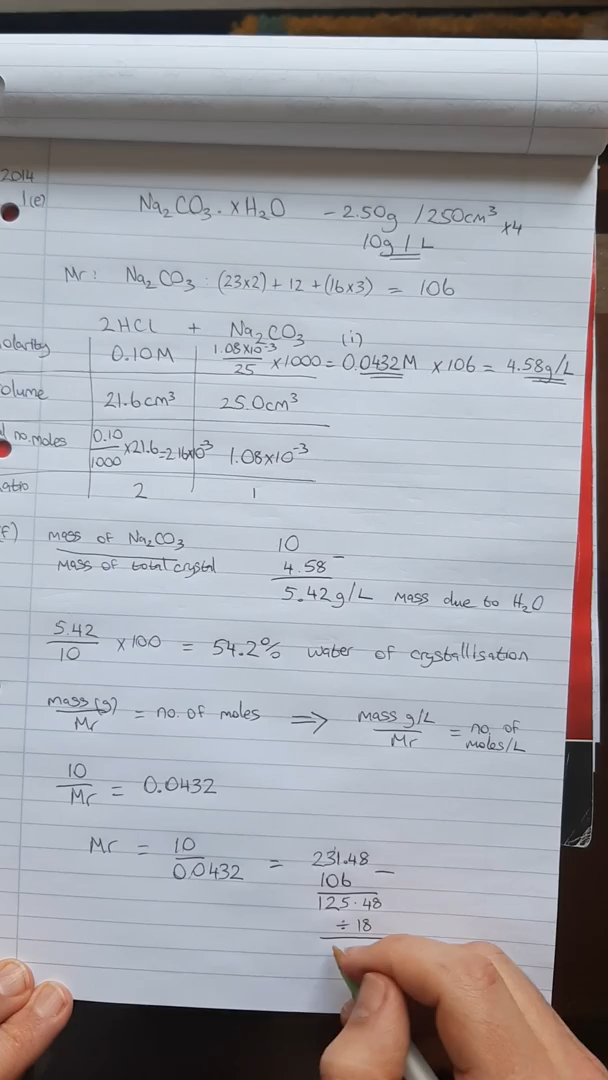 2014
1(e)
Na₂CO₃.xH₂O - 2.50g / 250cm³ x4
10g / L
Mr: Na₂CO₃ : (23x2) + 12 + (16x3) = 106
2HCl + Na₂CO₃ (i)
olarity 0.10M 1.08x10⁻³/25 x1000 = 0.0432M x106 = 4.58g/L
olume 21.6cm³ 25.0cm³
no. moles 0.10/1000 x21.6=2.16x10⁻³ 1.08x10⁻³
atio 2 1
f) mass of Na₂CO₃ 10
mass of total crystal 4.58 -
5.42g/L mass due to H₂O
5.42/10 x100 = 54.2% water of crystallisation
mass (g)/Mr = no. of moles ⟹ mass g/L/Mr = no. of moles/L
10/Mr = 0.0432
Mr = 10/0.0432 = 231.48 -
106
125.48
÷ 18